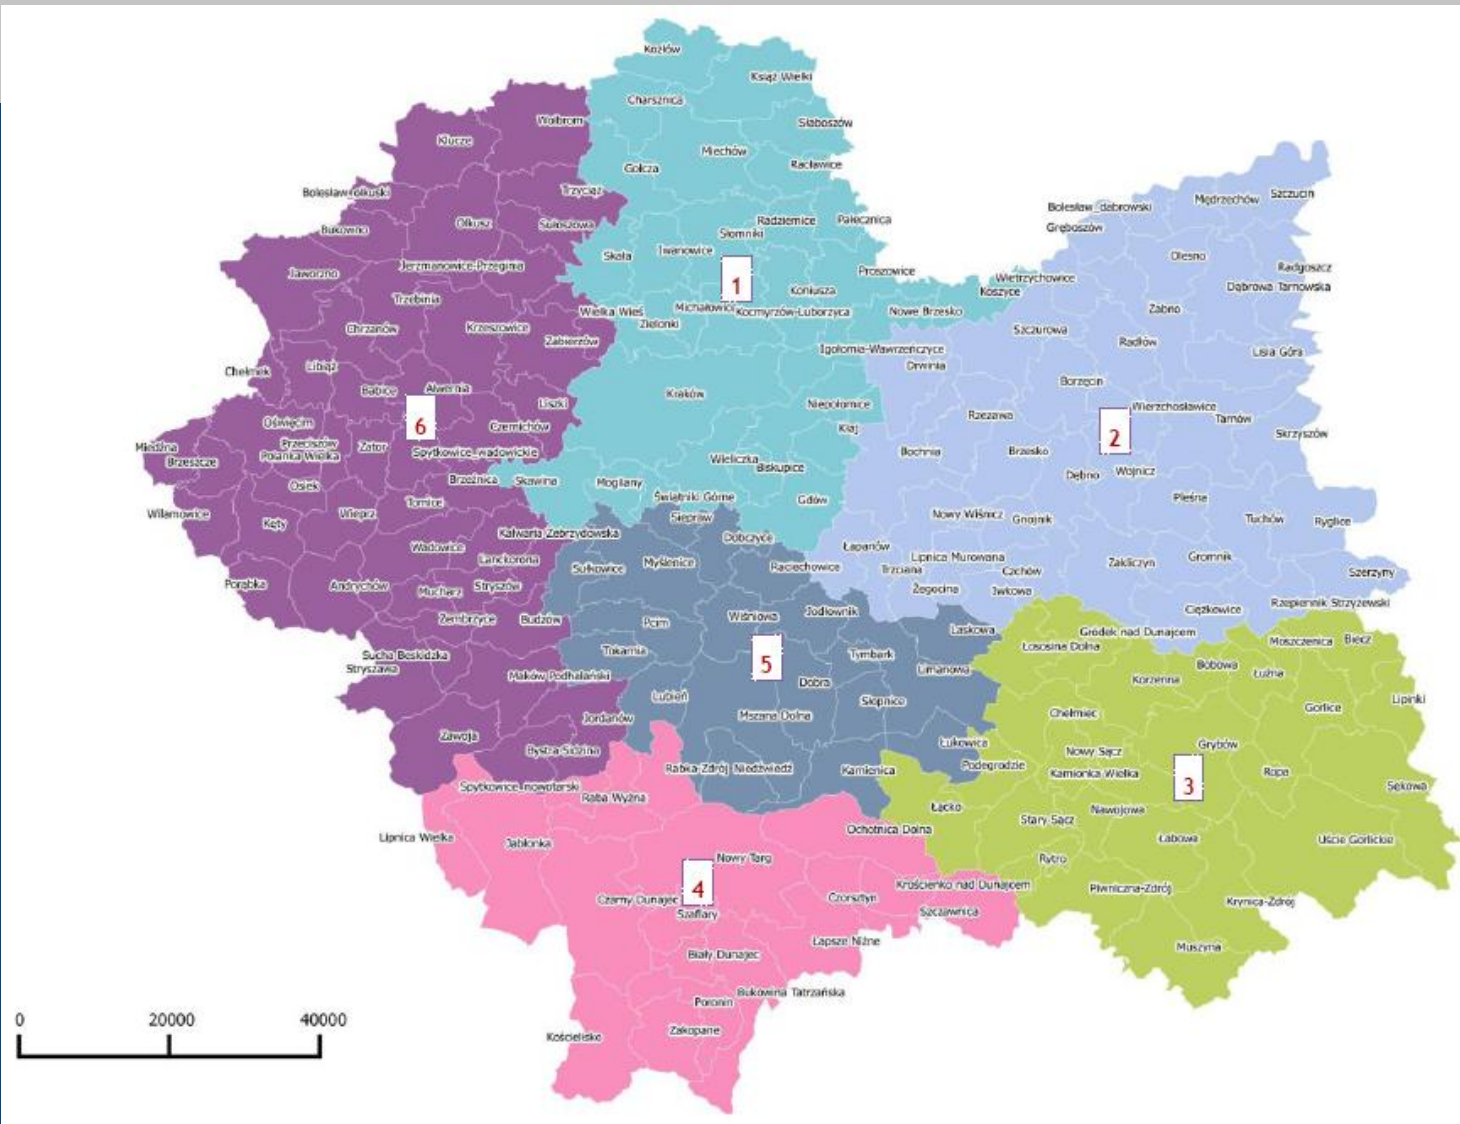 Kozłów
Książ Wielki
Charsznica
Wolbrom
Słaboszów
Klucze
Miechów
Racławice
Gołcza
Bolesław_olkuski
Trzyciąż
Szczucin
Mędrzechów
Bolesław_dąbrowski
Olkusz
Sułoszowa
Radziemice
Pałecznica
Gręboszów
Bukowno
Słomniki
Iwanowice
Skała
Olesno
Jaworzno
Jerzmanowice-Przeginia
Proszowice
Radgoszcz
Wietrzychowice
1
Koniusza
Koszyce
Dąbrowa Tarnowska
Trzebinia
Michałowice
Kocmyrzów-Luborzyca
Wielka Wieś
Nowe Brzesko
Żabno
Chrzanów
Krzeszowice
Zielonki
Szczurowa
Zabierzów
Radłów
Igołomia-Wawrzeńczyce
Lisia Góra
Chełmek
Libiąż
Drwinia
Babice
Alwernia
Kraków
Borzęcin
Liszki
Niepołomice
Wierzchosławice
Rzezawa
Tarnów
Oświęcim
6
Czernichów
Kłaj
2
Skrzyszów
Miedźna
Przeciszów
Polanka Wielka
Zator
Spytkowice_wadowickie
Brzeszcze
Wieliczka
Biskupice
Bochnia
Brzesko
Dębno
Wojnicz
Osiek
Brzeźnica
Skawina
Mogilany
Świątniki Górne
Gdów
Pleśna
Wilamowice
Kęty
Wieprz
Tomice
Siepraw
Nowy Wiśnicz
Gnojnik
Tuchów
Ryglice
Kalwaria Zebrzydowska
Dobczyce
Wadowice
Łapanów
Lanckorona
Myślenice
Sułkowice
Raciechowice
Trzciana
Lipnica Murowana
Czchów
Zakliczyn
Gromnik
Szerzyny
Porąbka
Andrychów
Mucharz
Stryszów
Żegocina
Iwkowa
Rzepiennik Strzyżewski
Zembrzyce
Budzów
Pcim
Wiśniowa
Jodłownik
Ciężkowice
Laskowa
Gródek nad Dunajcem
Moszczenica
Biecz
Sucha Beskidzka
Stryszawa
Tokarnia
5
Tymbark
Limanowa
Łososina Dolna
Bobowa
Łużna
Maków Podhalański
Dobra
Korzenna
Lubień
Słopnice
Lipinki
Jordanów
Mszana Dolna
Chełmiec
Gorlice
Zawoja
Bystra-Sidzina
Łukowica
Nowy Sącz
Grybów
Rabka-Zdrój
Niedźwiedź
Kamienica
Podegrodzie
Kamionka Wielka
3
Ropa
Spytkowice_nowotarski
Raba Wyżna
Sękowa
Łącko
Nawojowa
Lipnica Wielka
Jabłonka
Ochotnica Dolna
Stary Sącz
Łabowa
Uście Gorlickie
Nowy Targ
Rytro
4
Krościenko nad Dunajcem
Piwniczna-Zdrój
Czarny Dunajec
Czorsztyn
Szaflary
Szczawnica
Krynica-Zdrój
Łapsze Niżne
Muszyna
Biały Dunajec
Bukowina Tatrzańska
Poronin
Kościelisko
Zakopane
0 20000 40000